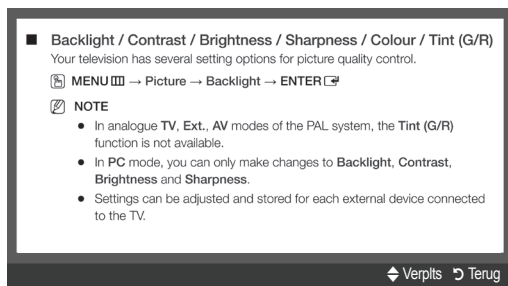 ■ Backlight / Contrast / Brightness / Sharpness / Colour / Tint (G/R)
Your television has several setting options for picture quality control.
MENU → Picture → Backlight → ENTER
NOTE
● In analogue TV, Ext., AV modes of the PAL system, the Tint (G/R)
function is not available.
● In PC mode, you can only make changes to Backlight, Contrast,
Brightness and Sharpness.
● Settings can be adjusted and stored for each external device connected
to the TV.
Verplts Terug